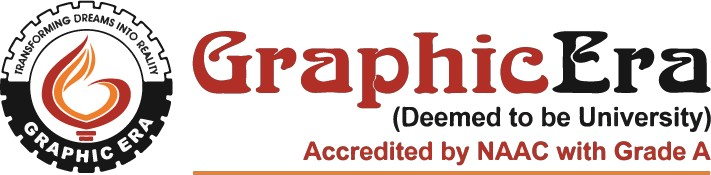 TRANSFORMING DREAMS INTO REALITY
GRAPHIC ERA
GraphicEra
(Deemed to be University)
Accredited by NAAC with Grade A